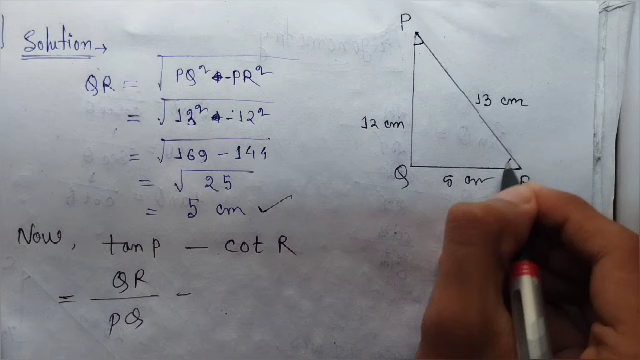 Solution→
QR = √PQ² - PR²
= √13² - 12²
= √169 - 144
= √25
= 5 cm ✓
Now, tan P - cot R
= QR/PQ -
P
13 cm
12 cm
Q 5 cm R